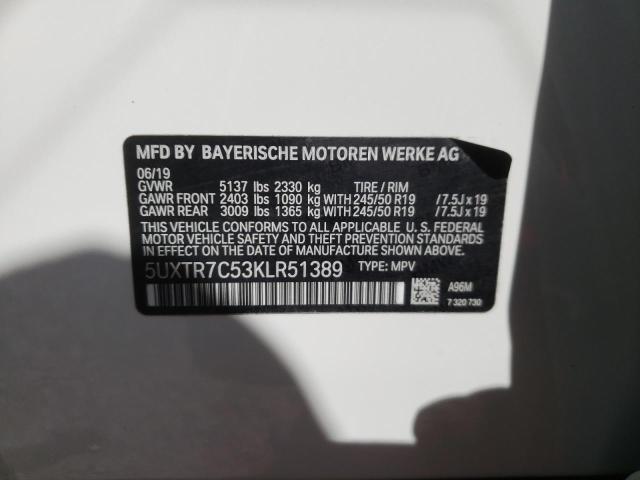 MFD BY BAYERISCHE MOTOREN WERKE AG
06/19
GVWR 5137 lbs 2330 kg TIRE / RIM
GAWR FRONT 2403 lbs 1090 kg WITH 245/50 R19 / 7.5J x 19
GAWR REAR 3009 lbs 1365 kg WITH 245/50 R19 / 7.5J x 19
THIS VEHICLE CONFORMS TO ALL APPLICABLE U. S. FEDERAL
MOTOR VEHICLE SAFETY AND THEFT PREVENTION STANDARDS
IN EFFECT ON THE DATE OF MANUFACTURE SHOWN ABOVE.
5UXTR7C53KLR51389 TYPE: MPV
A96M
7 320 730